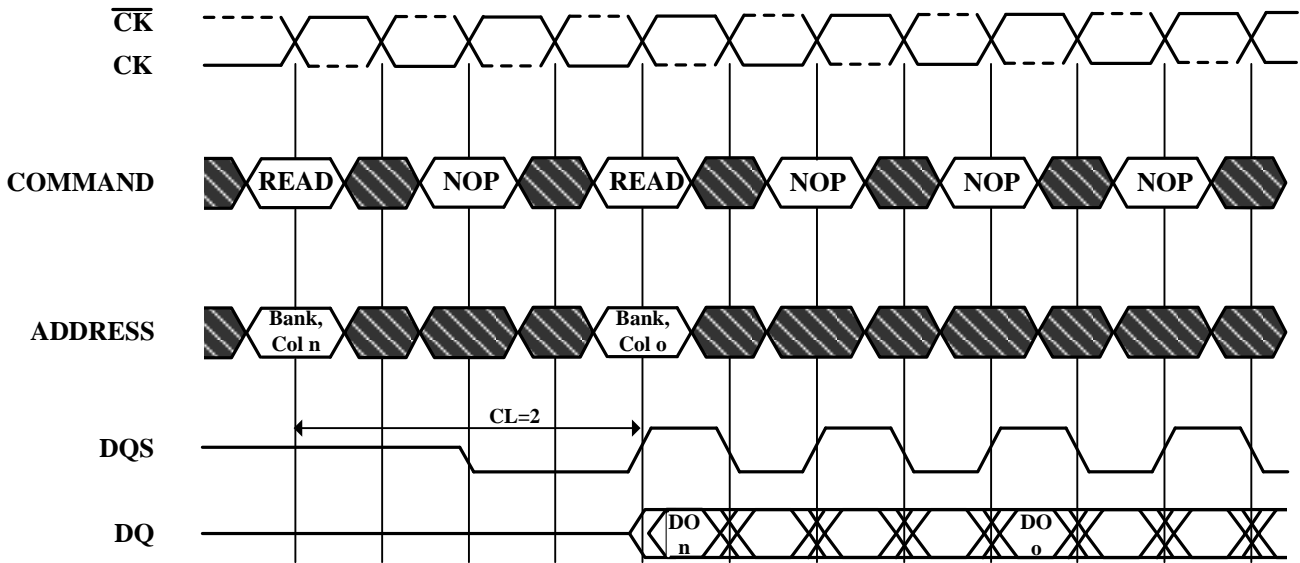 CK
CK
COMMAND READ NOP READ NOP NOP NOP
ADDRESS
Bank,
Col n
Bank,
Col o
CL=2
DQS
DQ
DO
n
DO
o